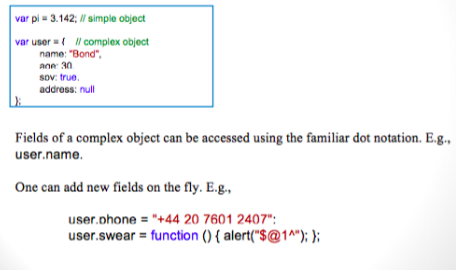 var pi = 3.142; // simple object
var user = { // complex object
name: "Bond",
age: 30
spy: true,
address: null
};
Fields of a complex object can be accessed using the familiar dot notation. E.g.,
user.name.
One can add new fields on the fly. E.g.,
user.phone = "+44 20 7601 2407";
user.swear = function () { alert("$@1^"); };